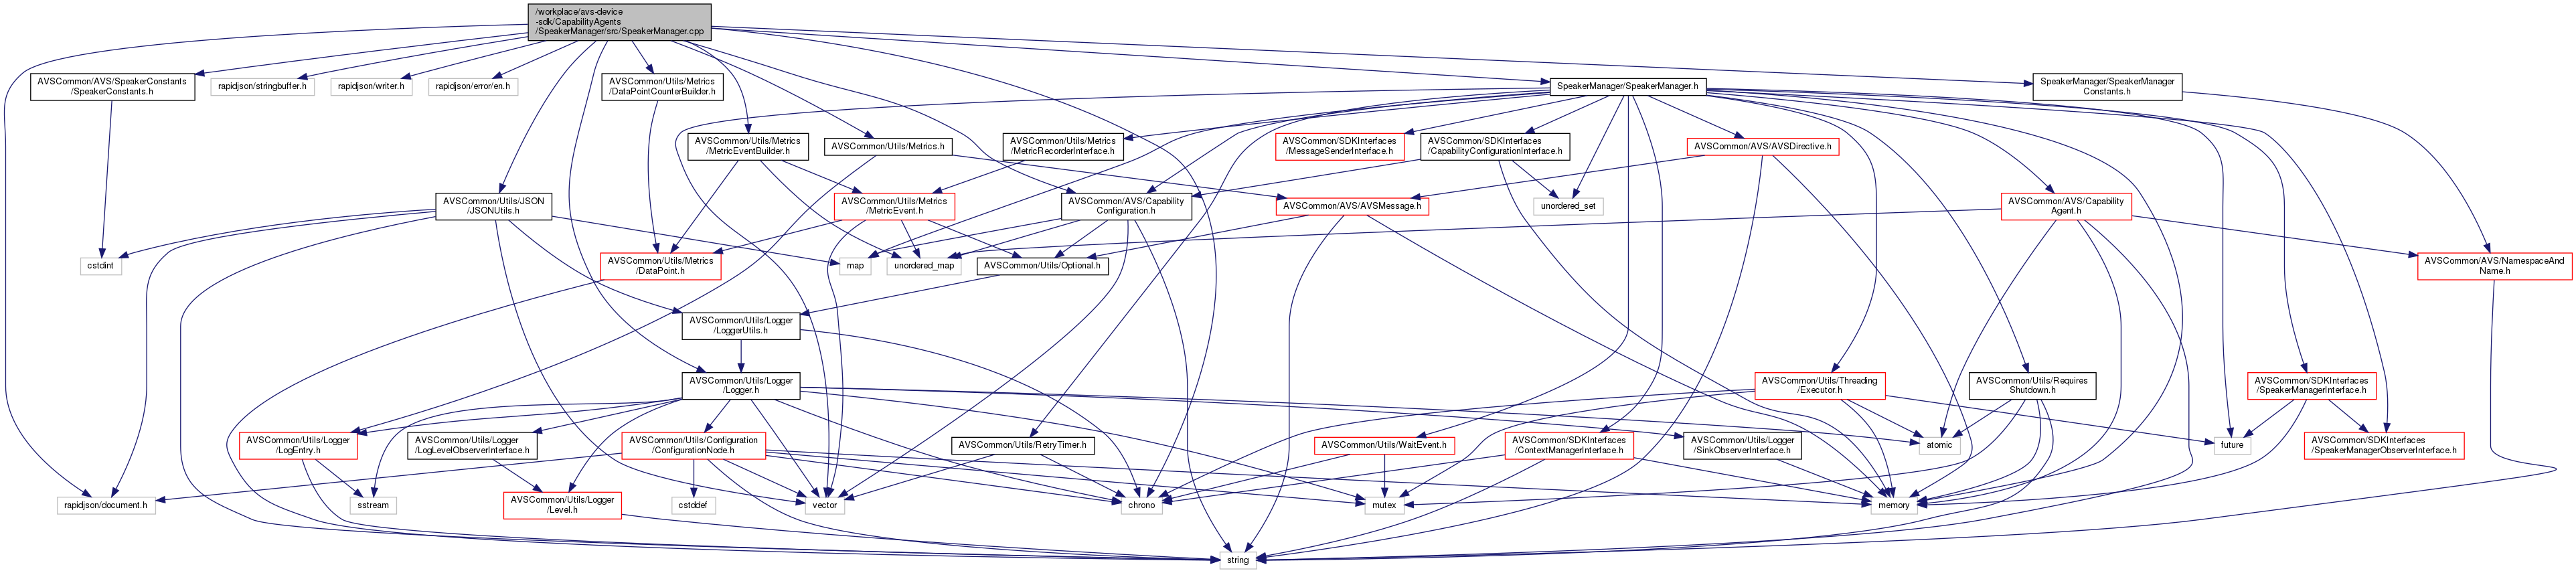 /workplace/avs-device
-sdk/CapabilityAgents
/SpeakerManager/src/SpeakerManager.cpp
AVSCommon/AVS/SpeakerConstants
/SpeakerConstants.h
rapidjson/stringbuffer.h
rapidjson/writer.h
rapidjson/error/en.h
AVSCommon/Utils/Metrics
/DataPointCounterBuilder.h
SpeakerManager/SpeakerManager.h
SpeakerManager/SpeakerManager
Constants.h
AVSCommon/Utils/Metrics
/MetricEventBuilder.h
AVSCommon/Utils/Metrics.h
AVSCommon/Utils/Metrics
/MetricRecorderInterface.h
AVSCommon/SDKInterfaces
/MessageSenderInterface.h
AVSCommon/SDKInterfaces
/CapabilityConfigurationInterface.h
AVSCommon/AVS/AVSDirective.h
AVSCommon/Utils/JSON
/JSONUtils.h
AVSCommon/Utils/Metrics
/MetricEvent.h
AVSCommon/AVS/Capability
Configuration.h
AVSCommon/AVS/AVSMessage.h
unordered_set
AVSCommon/AVS/Capability
Agent.h
cstdint
AVSCommon/Utils/Metrics
/DataPoint.h
map
unordered_map
AVSCommon/Utils/Optional.h
AVSCommon/AVS/NamespaceAnd
Name.h
AVSCommon/Utils/Logger
/LoggerUtils.h
AVSCommon/Utils/Logger
/Logger.h
AVSCommon/Utils/Threading
/Executor.h
AVSCommon/Utils/Requires
Shutdown.h
AVSCommon/SDKInterfaces
/SpeakerManagerInterface.h
AVSCommon/Utils/Logger
/LogEntry.h
AVSCommon/Utils/Logger
/LogLevelObserverInterface.h
AVSCommon/Utils/Configuration
/ConfigurationNode.h
AVSCommon/Utils/RetryTimer.h
AVSCommon/Utils/WaitEvent.h
AVSCommon/SDKInterfaces
/ContextManagerInterface.h
AVSCommon/Utils/Logger
/SinkObserverInterface.h
atomic
future
AVSCommon/SDKInterfaces
/SpeakerManagerObserverInterface.h
rapidjson/document.h
sstream
AVSCommon/Utils/Logger
/Level.h
cstddef
vector
chrono
mutex
memory
string